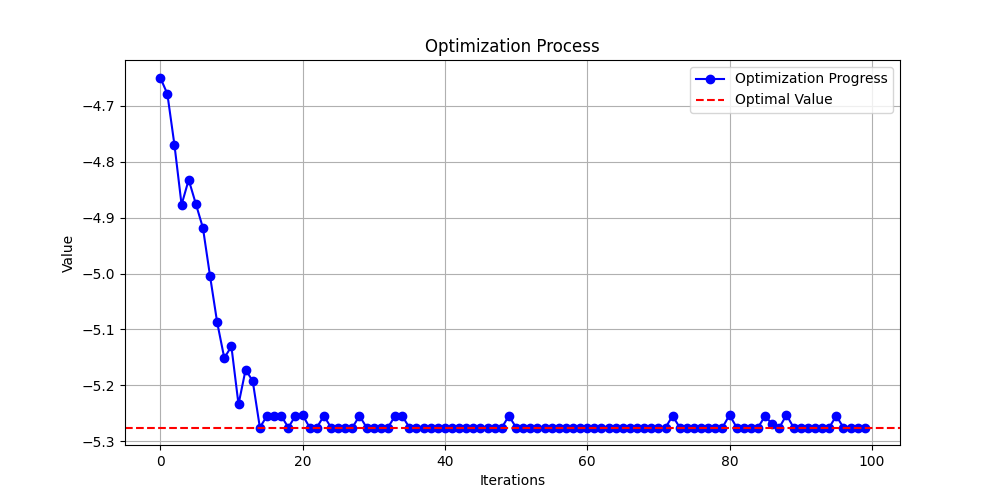 Optimization Process
Optimization Progress
Optimal Value
−4.7
−4.8
−4.9
−5.0
−5.1
−5.2
−5.3
Value
0 20 40 60 80 100
Iterations